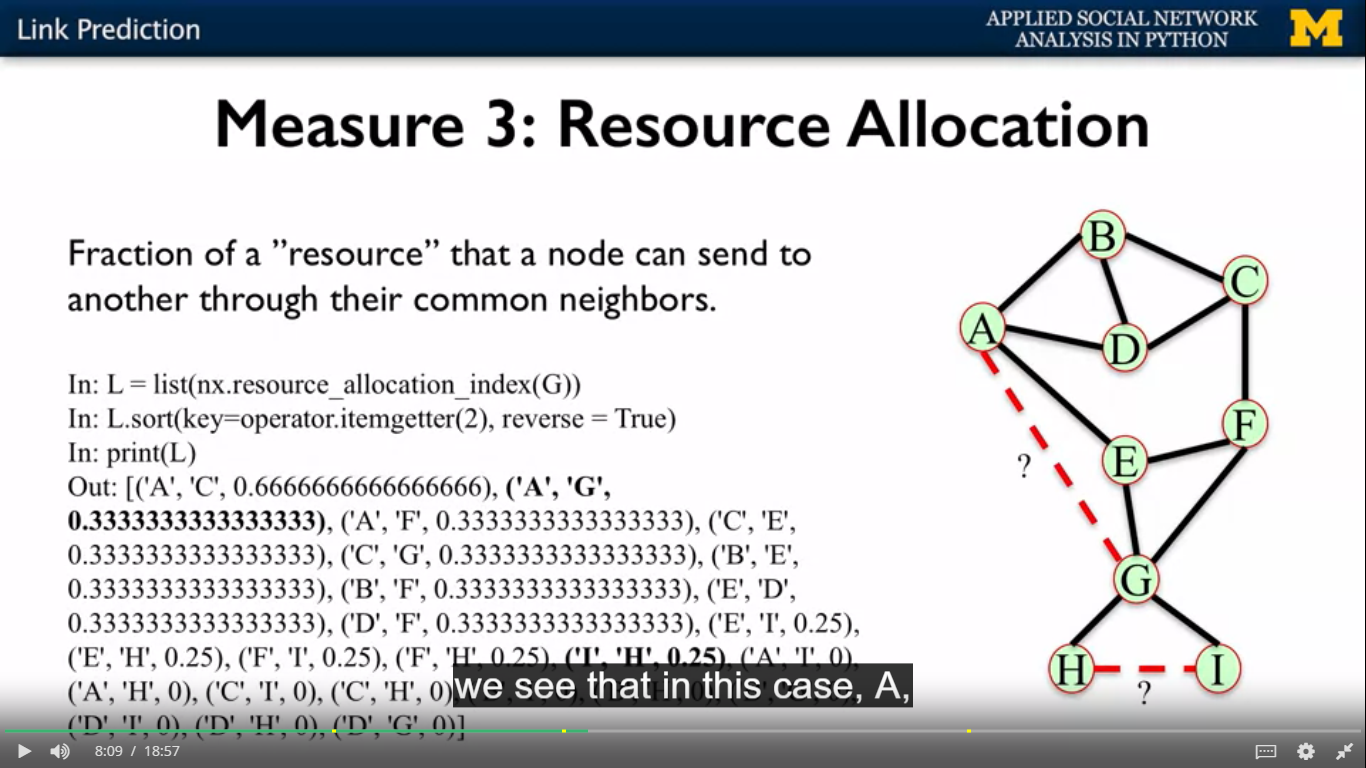 Link Prediction
APPLIED SOCIAL NETWORK
ANALYSIS IN PYTHON
M
Measure 3: Resource Allocation
Fraction of a ”resource” that a node can send to
another through their common neighbors.
In: L = list(nx.resource_allocation_index(G))
In: L.sort(key=operator.itemgetter(2), reverse = True)
In: print(L)
Out: [('A', 'C', 0.6666666666666666), ('A', 'G',
0.3333333333333333), ('A', 'F', 0.3333333333333333), ('C', 'E',
0.3333333333333333), ('C', 'G', 0.3333333333333333), ('B', 'E',
0.3333333333333333), ('B', 'F', 0.3333333333333333), ('E', 'D',
0.3333333333333333), ('D', 'F', 0.3333333333333333), ('E', 'I', 0.25),
('E', 'H', 0.25), ('F', 'I', 0.25), ('F', 'H', 0.25), ('I', 'H', 0.25), ('A', 'I', 0),
('A', 'H', 0), ('C', 'I', 0), ('C', 'H', 0)
('D', 'I', 0), ('D', 'H', 0), ('D', 'G', 0)]
B
C
A
D
F
E
?
G
H
I
?
we see that in this case, A,
8:09 / 18:57